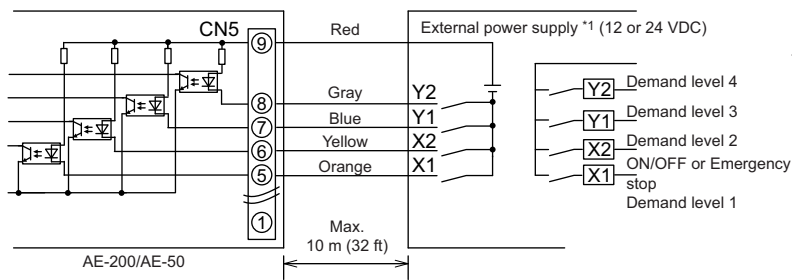 CN5
Red
External power supply *1 (12 or 24 VDC)
9
8
Gray
Y2
7
Blue
Y1
6
Yellow
X2
5
Orange
X1
1
Max.
10 m (32 ft)
AE-200/AE-50
Y2
Demand level 4
Y1
Demand level 3
X2
Demand level 2
X1
ON/OFF or Emergency
stop
Demand level 1